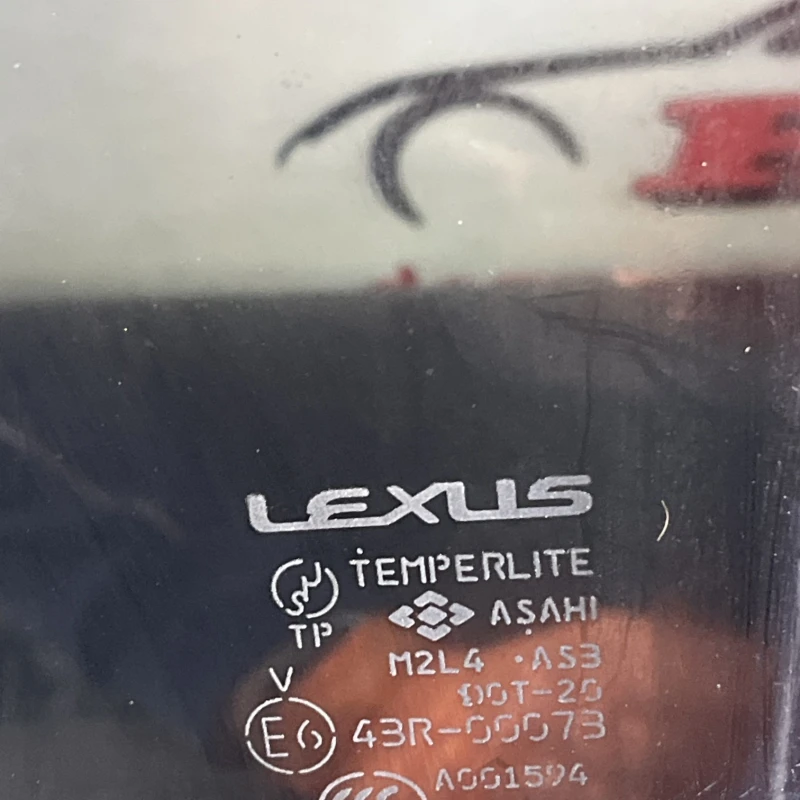 LEXUS
TEMPERLITE
TP
ASAHI
M2L4 ·AS3
DOT-20
V
E6 43R-00073
A001594